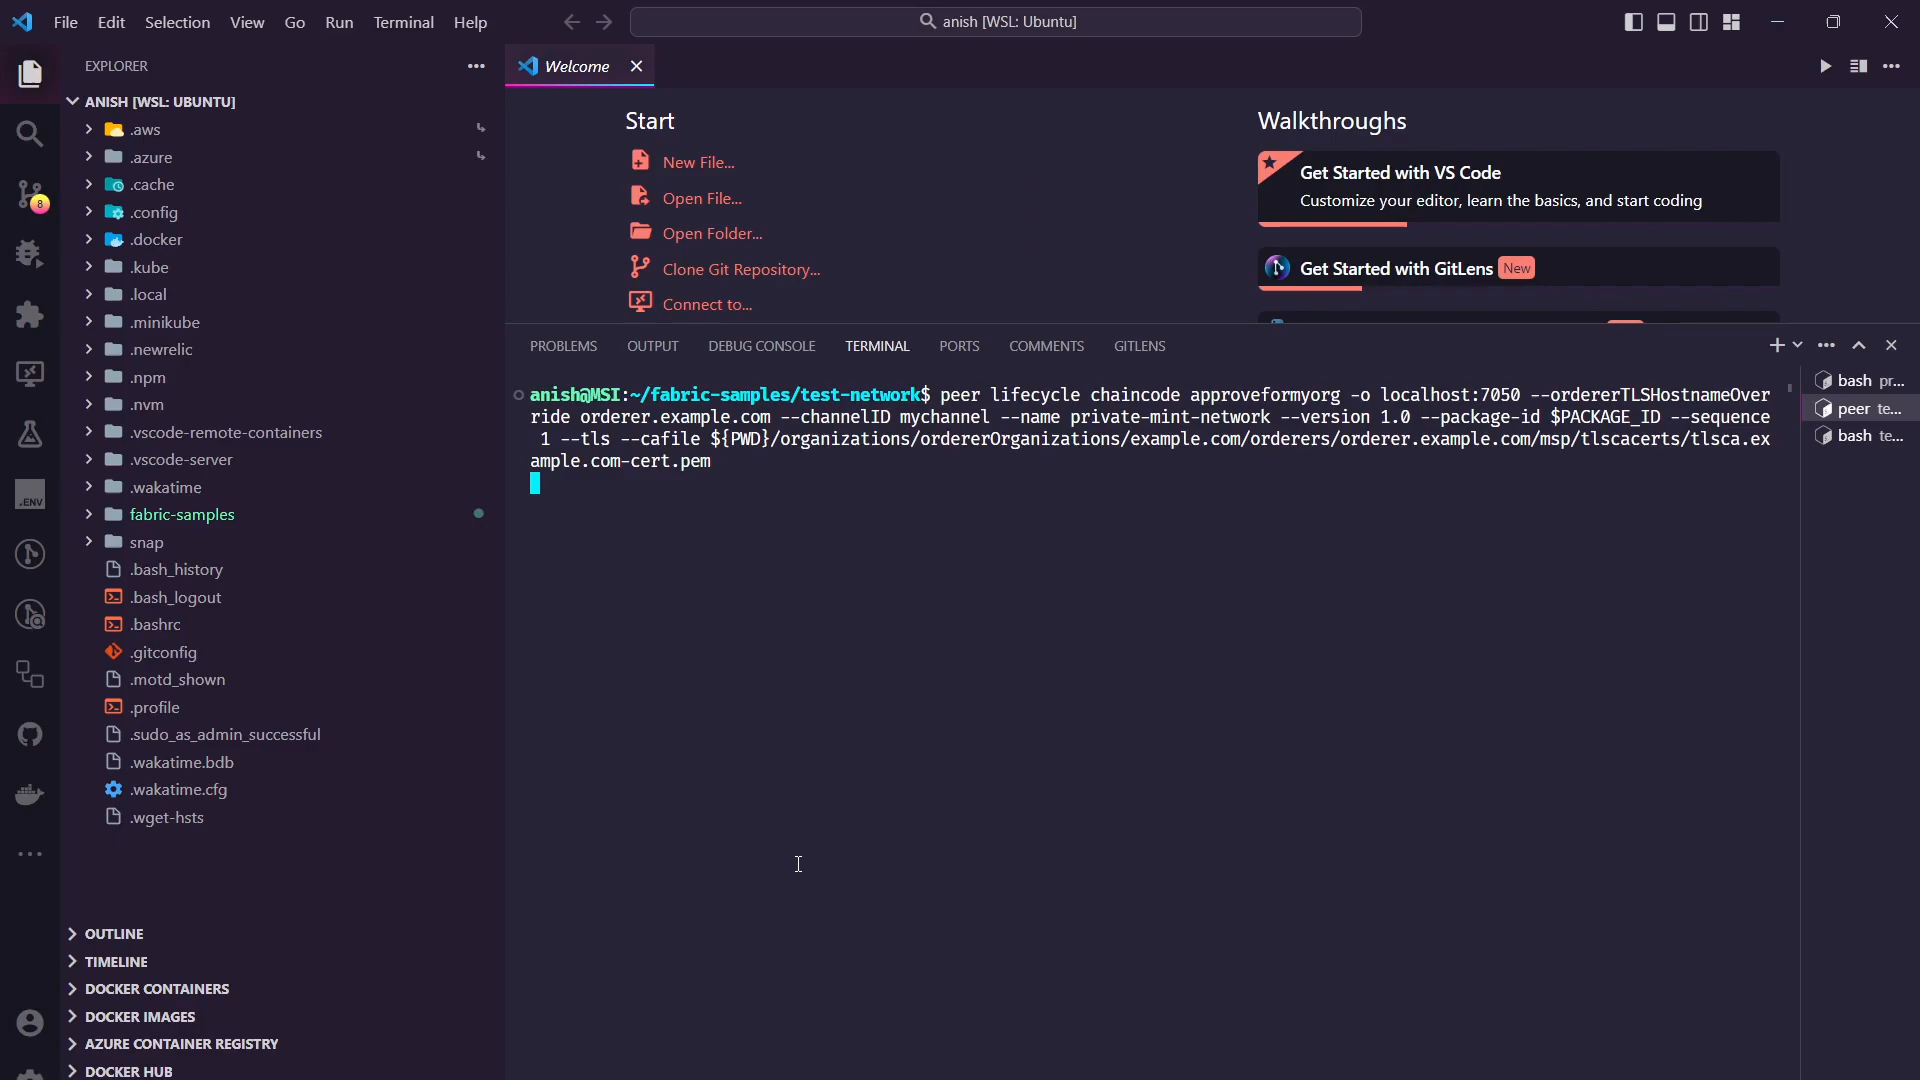 File Edit Selection View Go Run Terminal Help
anish [WSL: Ubuntu]
EXPLORER
ANISH [WSL: UBUNTU]
.aws
.azure
.cache
.config
.docker
.kube
.local
.minikube
.newrelic
.npm
.nvm
.vscode-remote-containers
.vscode-server
.wakatime
fabric-samples
snap
.bash_history
.bash_logout
.bashrc
.gitconfig
.motd_shown
.profile
.sudo_as_admin_successful
.wakatime.bdb
.wakatime.cfg
.wget-hsts
OUTLINE
TIMELINE
DOCKER CONTAINERS
DOCKER IMAGES
AZURE CONTAINER REGISTRY
DOCKER HUB
8
.ENV
Welcome
Start
New File...
Open File...
Open Folder...
Clone Git Repository...
Connect to...
Walkthroughs
Get Started with VS Code
Customize your editor, learn the basics, and start coding
Get Started with GitLens New
PROBLEMS OUTPUT DEBUG CONSOLE TERMINAL PORTS COMMENTS GITLENS
anish@MSI:~/fabric-samples/test-network$ peer lifecycle chaincode approveformyorg -o localhost:7050 --ordererTLSHostnameOver
ride orderer.example.com --channelID mychannel --name private-mint-network --version 1.0 --package-id $PACKAGE_ID --sequence
1 --tls --cafile ${PWD}/organizations/ordererOrganizations/example.com/orderers/orderer.example.com/msp/tlscacerts/tlsca.ex
ample.com-cert.pem
bash pr...
peer te...
bash te...